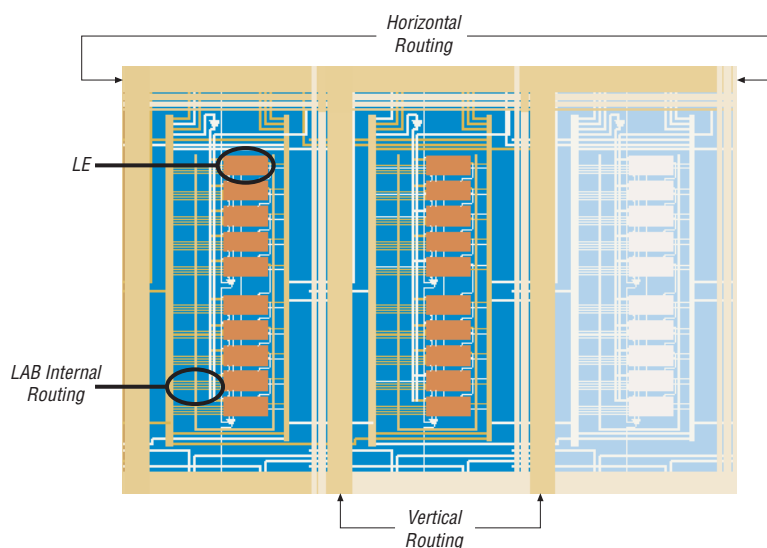 Horizontal
Routing
LE
LAB Internal
Routing
Vertical
Routing